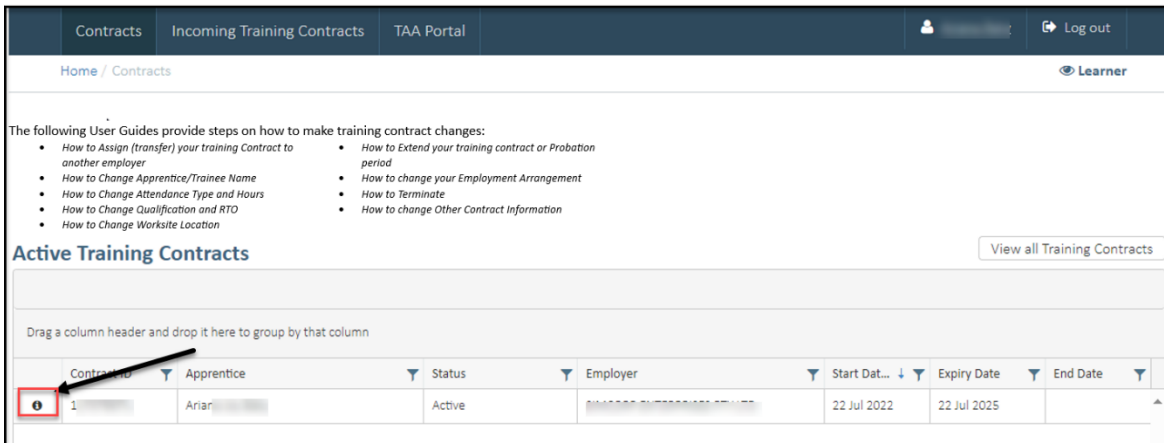 Contracts Incoming Training Contracts TAA Portal Log out
Home / Contracts Learner
The following User Guides provide steps on how to make training contract changes:
• How to Assign (transfer) your training Contract to
another employer
• How to Change Apprentice/Trainee Name
• How to Change Attendance Type and Hours
• How to Change Qualification and RTO
• How to Change Worksite Location
• How to Extend your training contract or Probation
period
• How to change your Employment Arrangement
• How to Terminate
• How to change Other Contract Information
Active Training Contracts
View all Training Contracts
Drag a column header and drop it here to group by that column
Contract ID Apprentice Status Employer Start Dat... ↓ Expiry Date End Date
1 Arian Active 22 Jul 2022 22 Jul 2025